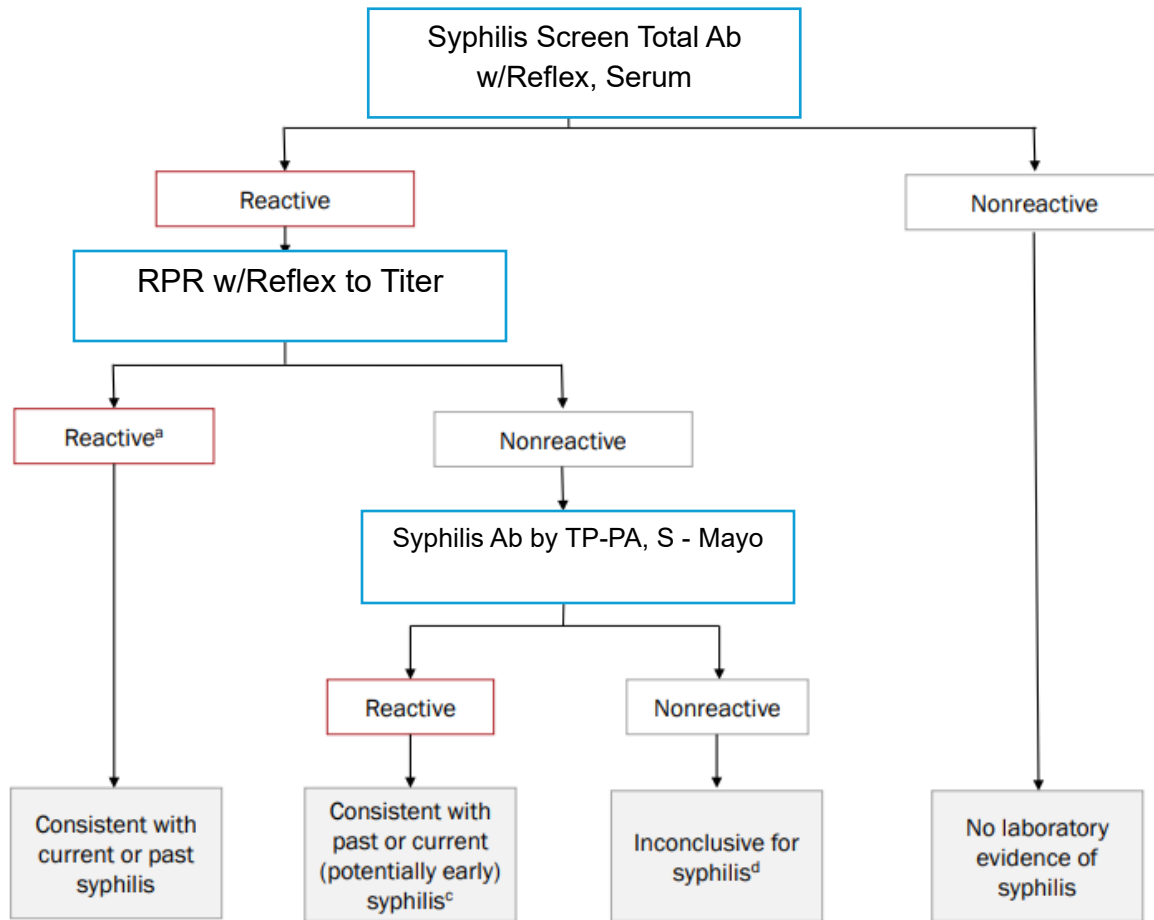 Syphilis Screen Total Ab
w/Reflex, Serum
Reactive
Nonreactive
RPR w/Reflex to Titer
Reactiveᵃ
Nonreactive
Syphilis Ab by TP-PA, S - Mayo
Reactive
Nonreactive
Consistent with
current or past
syphilis
Consistent with
past or current
(potentially early)
syphilisᶜ
Inconclusive for
syphilisᵈ
No laboratory
evidence of
syphilis